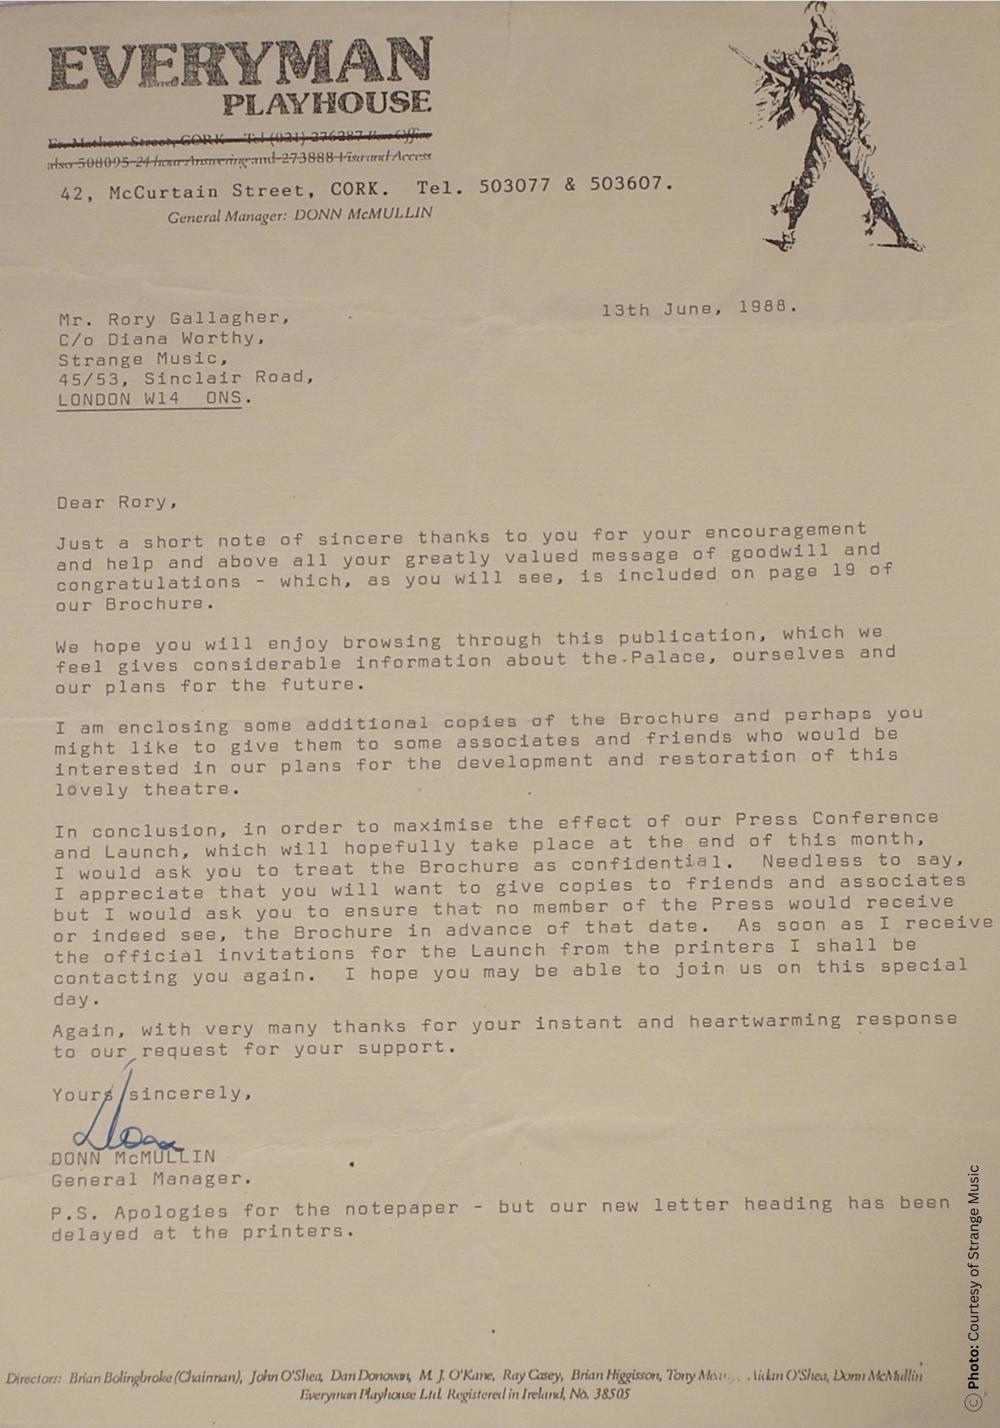 EVERYMAN
PLAYHOUSE
Fr. Mathew Street, CORK Tel (021) 276287 Box Office
also 508095 24 hour Answering and 273888 Visa and Access
42, McCurtain Street, CORK. Tel. 503077 & 503607.
General Manager: DONN McMULLIN
13th June, 1988.
Mr. Rory Gallagher,
C/o Diana Worthy,
Strange Music,
45/53, Sinclair Road,
LONDON W14 ONS.
Dear Rory,
Just a short note of sincere thanks to you for your encouragement
and help and above all your greatly valued message of goodwill and
congratulations - which, as you will see, is included on page 19 of
our Brochure.
We hope you will enjoy browsing through this publication, which we
feel gives considerable information about the Palace, ourselves and
our plans for the future.
I am enclosing some additional copies of the Brochure and perhaps you
might like to give them to some associates and friends who would be
interested in our plans for the development and restoration of this
lovely theatre.
In conclusion, in order to maximise the effect of our Press Conference
and Launch, which will hopefully take place at the end of this month,
I would ask you to treat the Brochure as confidential. Needless to say,
I appreciate that you will want to give copies to friends and associates
but I would ask you to ensure that no member of the Press would receive
or indeed see, the Brochure in advance of that date. As soon as I receive
the official invitations for the Launch from the printers I shall be
contacting you again. I hope you may be able to join us on this special
day.
Again, with very many thanks for your instant and heartwarming response
to our request for your support.
Yours sincerely,
Donn
DONN McMULLIN
General Manager.
P.S. Apologies for the notepaper - but our new letter heading has been
delayed at the printers.
Directors: Brian Bolingbroke (Chairman), John O'Shea, Dan Donovan, M. J. O'Kane, Ray Casey, Brian Higgisson, Tony Aidan O'Shea, Donn McMullin
Everyman Playhouse Ltd. Registered in Ireland, No. 38505
© Photo: Courtesy of Strange Music